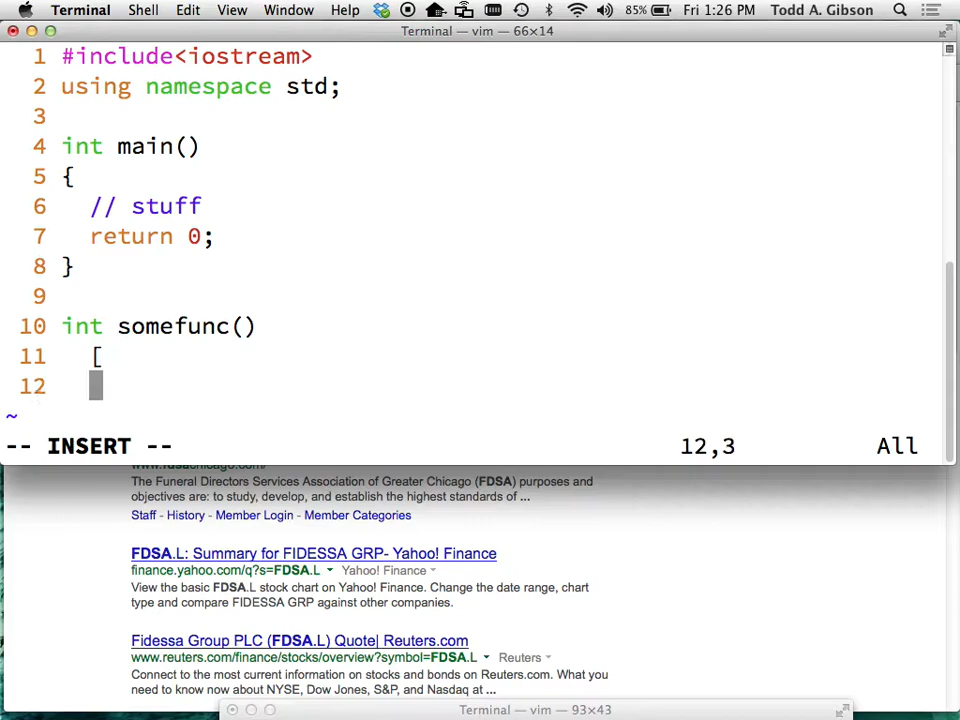 Terminal Shell Edit View Window Help 85% Fri 1:26 PM Todd A. Gibson
Terminal — vim — 66×14
1 #include<iostream>
2 using namespace std;
3
4 int main()
5 {
6   // stuff
7   return 0;
8 }
9
10 int somefunc()
11   [
12
~
-- INSERT -- 12,3 All
www.fdsachicago.com/
The Funeral Directors Services Association of Greater Chicago (FDSA) purposes and
objectives are: to study, develop, and establish the highest standards of ...
Staff - History - Member Login - Member Categories
FDSA.L: Summary for FIDESSA GRP- Yahoo! Finance
finance.yahoo.com/q?s=FDSA.L Yahoo! Finance
View the basic FDSA.L stock chart on Yahoo! Finance. Change the date range, chart
type and compare FIDESSA GRP against other companies.
Fidessa Group PLC (FDSA.L) Quote| Reuters.com
www.reuters.com/finance/stocks/overview?symbol=FDSA.L Reuters
Connect to the most current information on stocks and bonds on Reuters.com. How you
need to know now about NYSE, Dow Jones, S&P, and Nasdaq at ...
Terminal — vim — 93×43